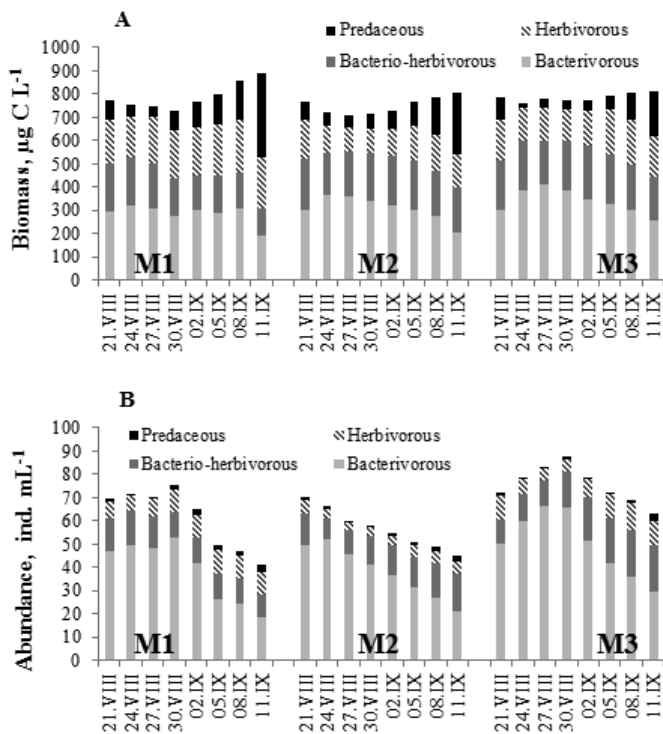 A
Predaceous
Herbivorous
Bacterio-herbivorous
Bacterivorous
Biomass, µg C L-1
1000
900
800
700
600
500
400
300
200
100
0
M1
M2
M3
21.VIII
24.VIII
27.VIII
30.VIII
02.IX
05.IX
08.IX
11.IX
21.VIII
24.VIII
27.VIII
30.VIII
02.IX
05.IX
08.IX
11.IX
21.VIII
24.VIII
27.VIII
30.VIII
02.IX
05.IX
08.IX
11.IX
B
Predaceous
Herbivorous
Bacterio-herbivorous
Bacterivorous
Abundance, ind. mL-1
100
90
80
70
60
50
40
30
20
10
0
M1
M2
M3
21.VIII
24.VIII
27.VIII
30.VIII
02.IX
05.IX
08.IX
11.IX
21.VIII
24.VIII
27.VIII
30.VIII
02.IX
05.IX
08.IX
11.IX
21.VIII
24.VIII
27.VIII
30.VIII
02.IX
05.IX
08.IX
11.IX